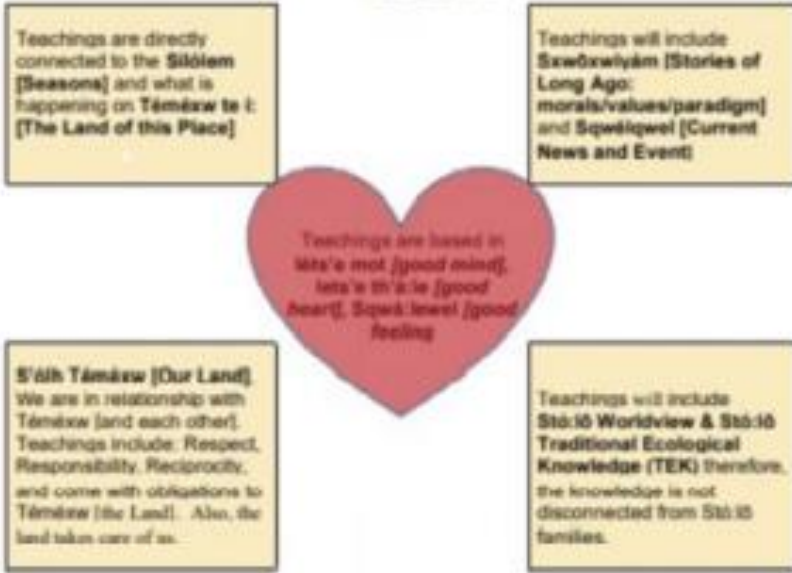 Teachings are directly
connected to the Silólem
[Seasons] and what is
happening on Téméxw te í:
[The Land of this Place]
Teachings will include
Sxwōxwiyám [Stories of
Long Ago:
morals/values/paradigm]
and Sqwélqwel [Current
News and Event]
Teachings are based in
léts'e mot [good mind],
lets'e th'á:le [good
heart], Sqwá:lewel [good
feeling
S'ólh Téméxw [Our Land].
We are in relationship with
Téméxw [and each other].
Teachings include: Respect,
Responsibility, Reciprocity,
and come with obligations to
Téméxw [the Land]. Also, the
land takes care of us.
Teachings will include
Stó:lō Worldview & Stó:lō
Traditional Ecological
Knowledge (TEK) therefore,
the knowledge is not
disconnected from Stó:lō
families.